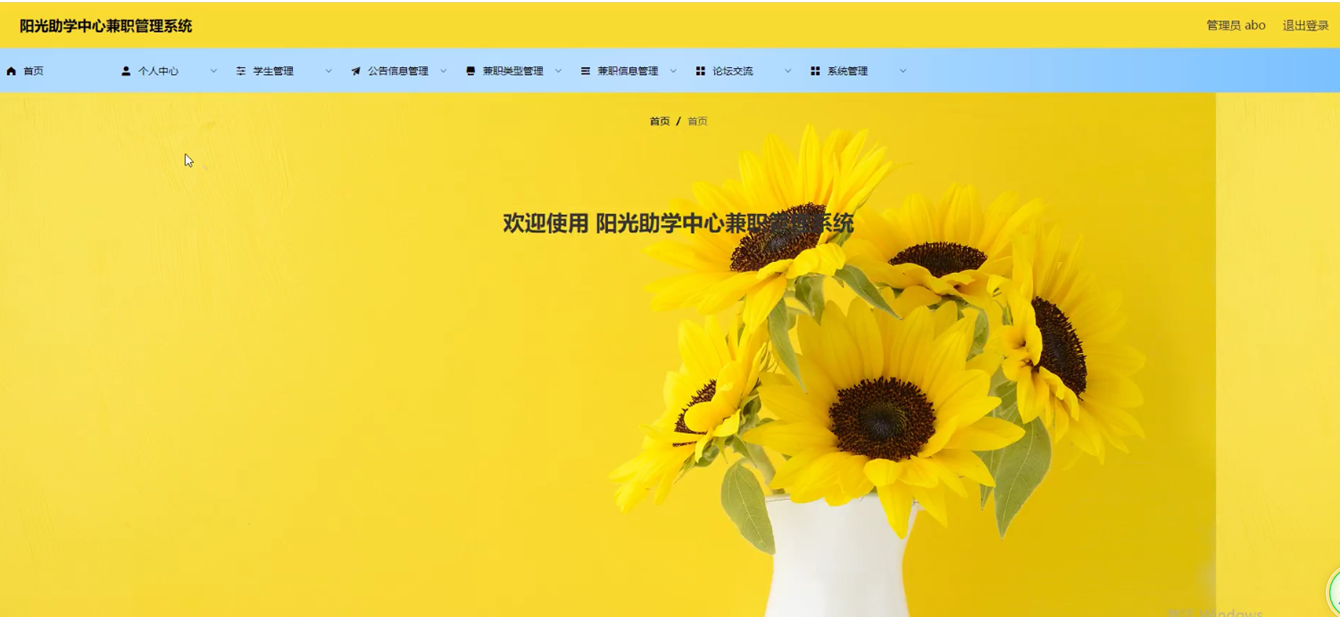 阳光助学中心兼职管理系统
管理员 abo 退出登录
首页 个人中心 学生管理 公告信息管理 兼职类型管理 兼职信息管理 论坛交流 系统管理
首页 / 首页
欢迎使用 阳光助学中心兼职管理系统
Windows